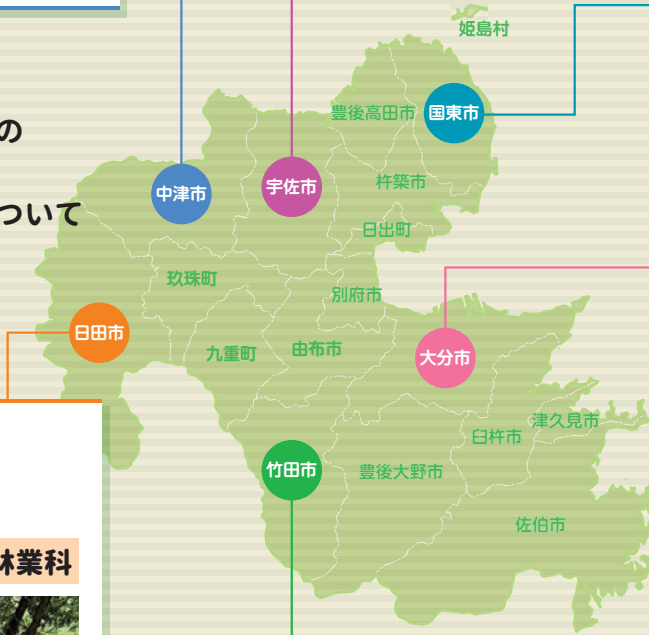 姫島村
豊後高田市
国東市
の
中津市
宇佐市
杵築市
ついて
日出町
玖珠町
別府市
日田市
九重町
由布市
大分市
津久見市
臼杵市
竹田市
豊後大野市
佐伯市
林業科